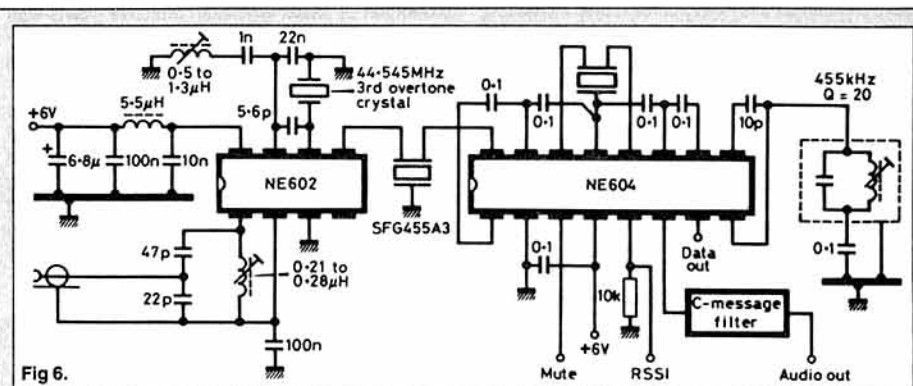 1n
22n
0·5 to
1·3μH
44·545MHz
3rd overtone
crystal
+6V
5·5μH
5·6p
+
6·8μ
100n
10n
NE602
SFG455A3
0·1
0·1
0·1
0·1
10p
455kHz
Q = 20
NE604
47p
22p
0·21 to
0·28μH
100n
0·1
10k
Data
out
0·1
C-message
filter
+6V
Mute
RSSI
Audio out
Fig 6.